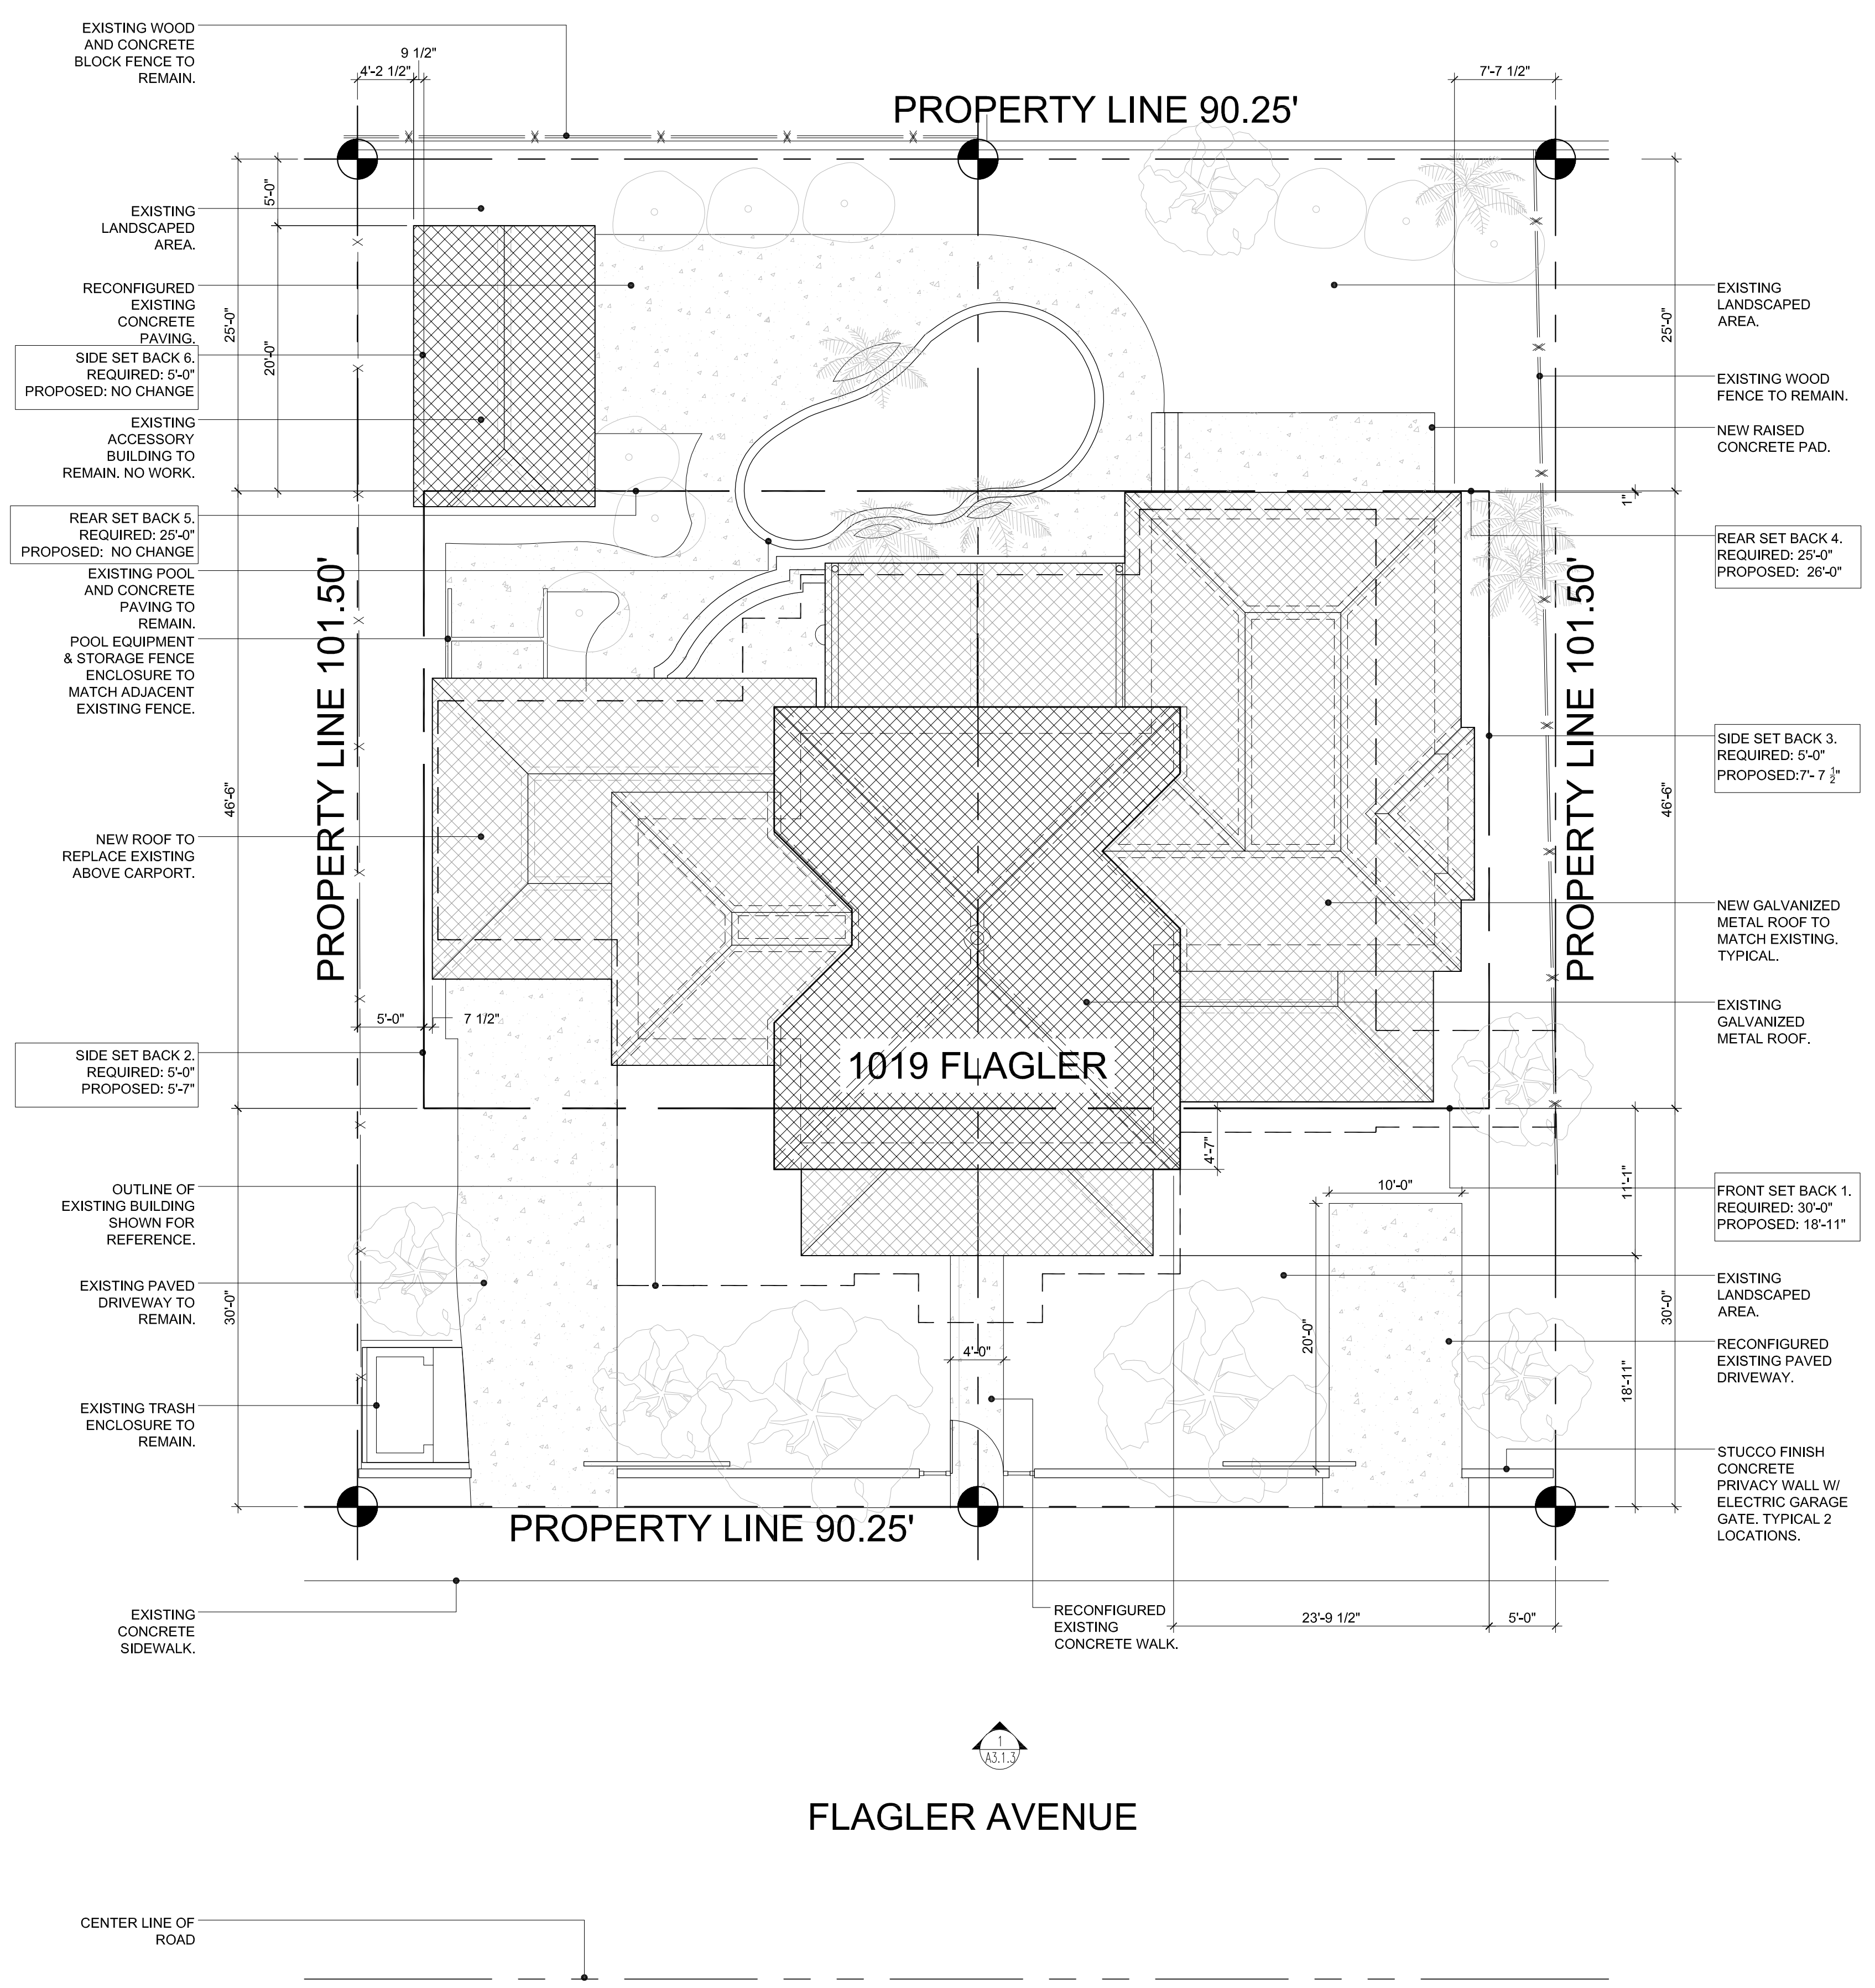 EXISTING WOOD
AND CONCRETE
BLOCK FENCE TO
REMAIN.
9 1/2"
4'-2 1/2"
7'-7 1/2"
PROPERTY LINE 90.25'
5'-0"
25'-0"
20'-0"
46'-6"
30'-0"
EXISTING
LANDSCAPED
AREA.
RECONFIGURED
EXISTING
CONCRETE
PAVING.
SIDE SET BACK 6.
REQUIRED: 5'-0"
PROPOSED: NO CHANGE
EXISTING
ACCESSORY
BUILDING TO
REMAIN. NO WORK.
REAR SET BACK 5.
REQUIRED: 25'-0"
PROPOSED: NO CHANGE
EXISTING POOL
AND CONCRETE
PAVING TO
REMAIN.
POOL EQUIPMENT
& STORAGE FENCE
ENCLOSURE TO
MATCH ADJACENT
EXISTING FENCE.
PROPERTY LINE 101.50'
NEW ROOF TO
REPLACE EXISTING
ABOVE CARPORT.
5'-0"
7 1/2"
SIDE SET BACK 2.
REQUIRED: 5'-0"
PROPOSED: 5'-7"
OUTLINE OF
EXISTING BUILDING
SHOWN FOR
REFERENCE.
EXISTING PAVED
DRIVEWAY TO
REMAIN.
EXISTING TRASH
ENCLOSURE TO
REMAIN.
EXISTING
CONCRETE
SIDEWALK.
1019 FLAGLER
4'-7"
10'-0"
20'-0"
4'-0"
EXISTING
LANDSCAPED
AREA.
25'-0"
EXISTING WOOD
FENCE TO REMAIN.
NEW RAISED
CONCRETE PAD.
1"
REAR SET BACK 4.
REQUIRED: 25'-0"
PROPOSED: 26'-0"
PROPERTY LINE 101.50'
SIDE SET BACK 3.
REQUIRED: 5'-0"
PROPOSED:7'- 7 1/2"
46'-6"
NEW GALVANIZED
METAL ROOF TO
MATCH EXISTING.
TYPICAL.
EXISTING
GALVANIZED
METAL ROOF.
11'-1"
FRONT SET BACK 1.
REQUIRED: 30'-0"
PROPOSED: 18'-11"
EXISTING
LANDSCAPED
AREA.
30'-0"
RECONFIGURED
EXISTING PAVED
DRIVEWAY.
18'-11"
STUCCO FINISH
CONCRETE
PRIVACY WALL W/
ELECTRIC GARAGE
GATE. TYPICAL 2
LOCATIONS.
PROPERTY LINE 90.25'
RECONFIGURED
EXISTING
CONCRETE WALK.
23'-9 1/2"
5'-0"
1
A3.1.3
FLAGLER AVENUE
CENTER LINE OF
ROAD